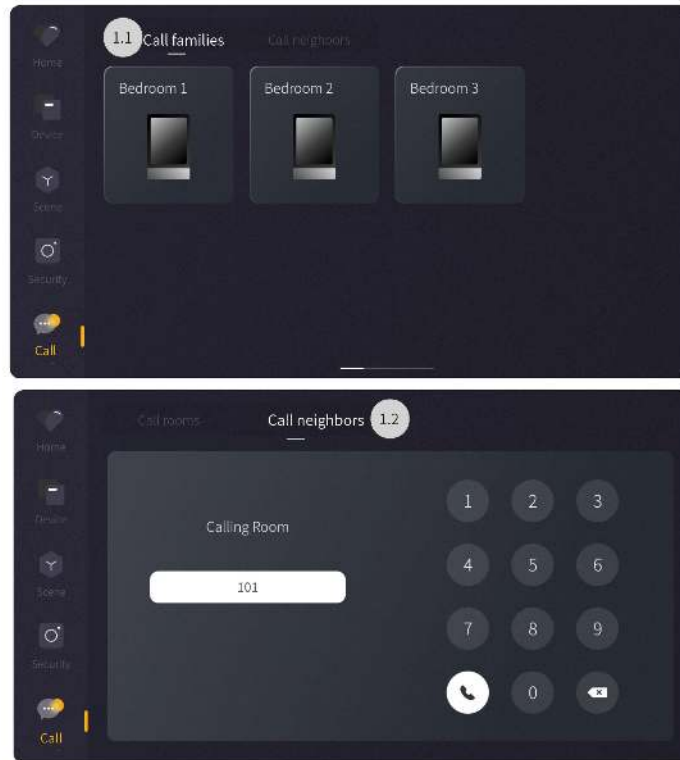 1.1 Call families Call neighbors
Home
Bedroom 1 Bedroom 2 Bedroom 3
Device
Scene
Security
Call
Call rooms Call neighbors 1.2
Home
Device
Scene
Security
Call
Calling Room
101
1 2 3
4 5 6
7 8 9
0